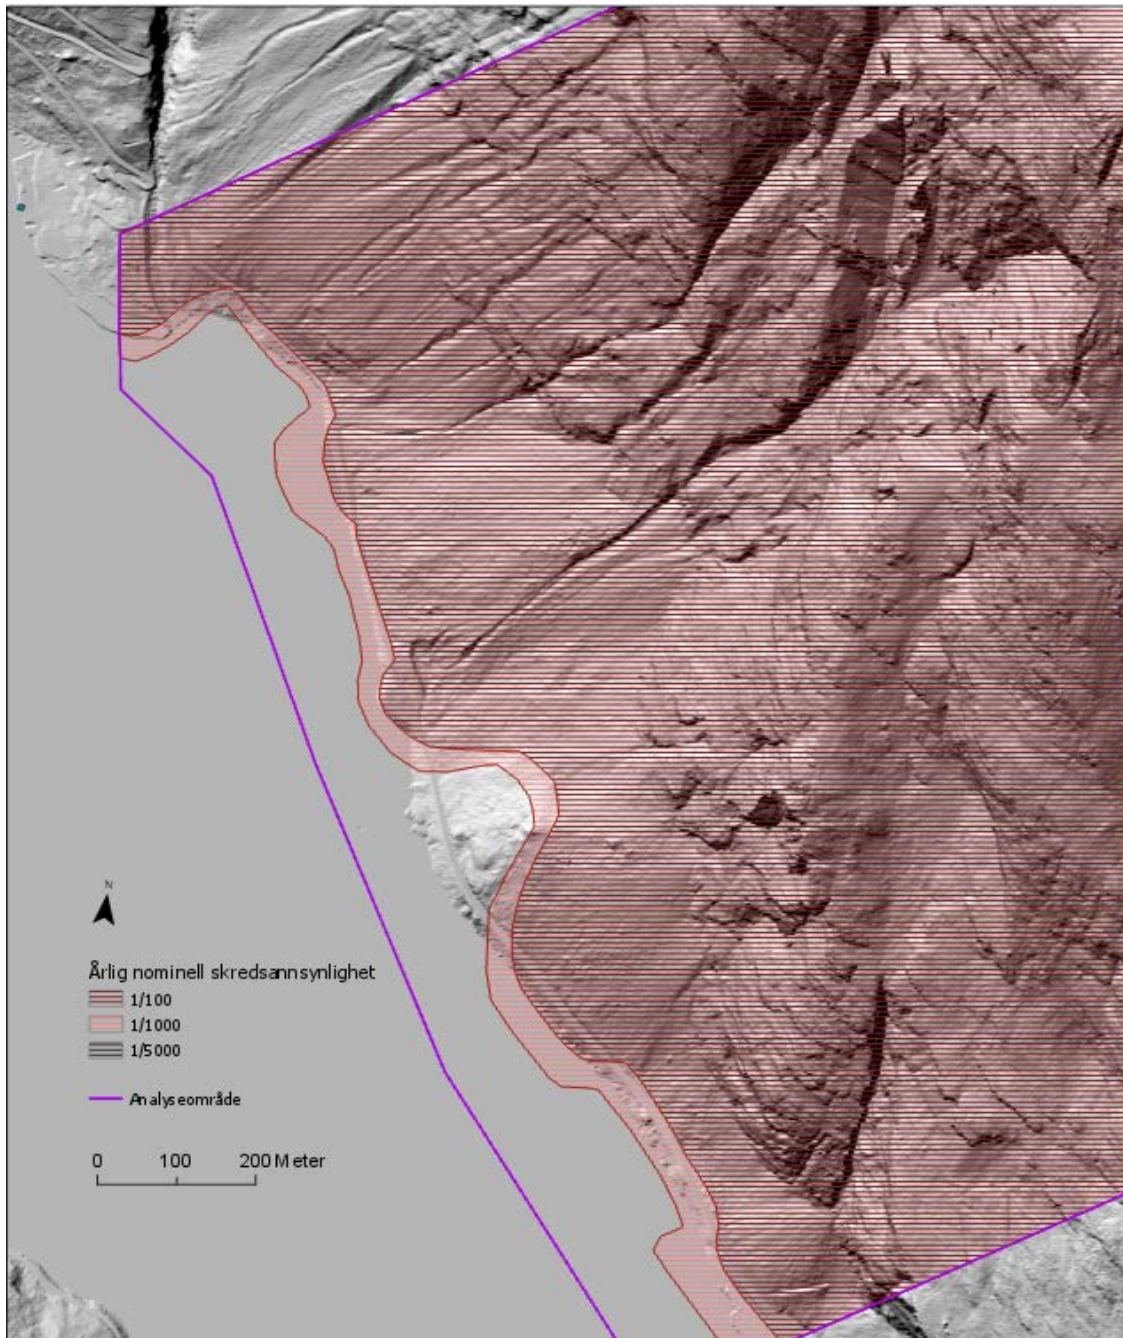 N
Årlig nominell skredsannsynlighet
1/100
1/1000
1/5000
Analyseområde
0 100 200 Meter